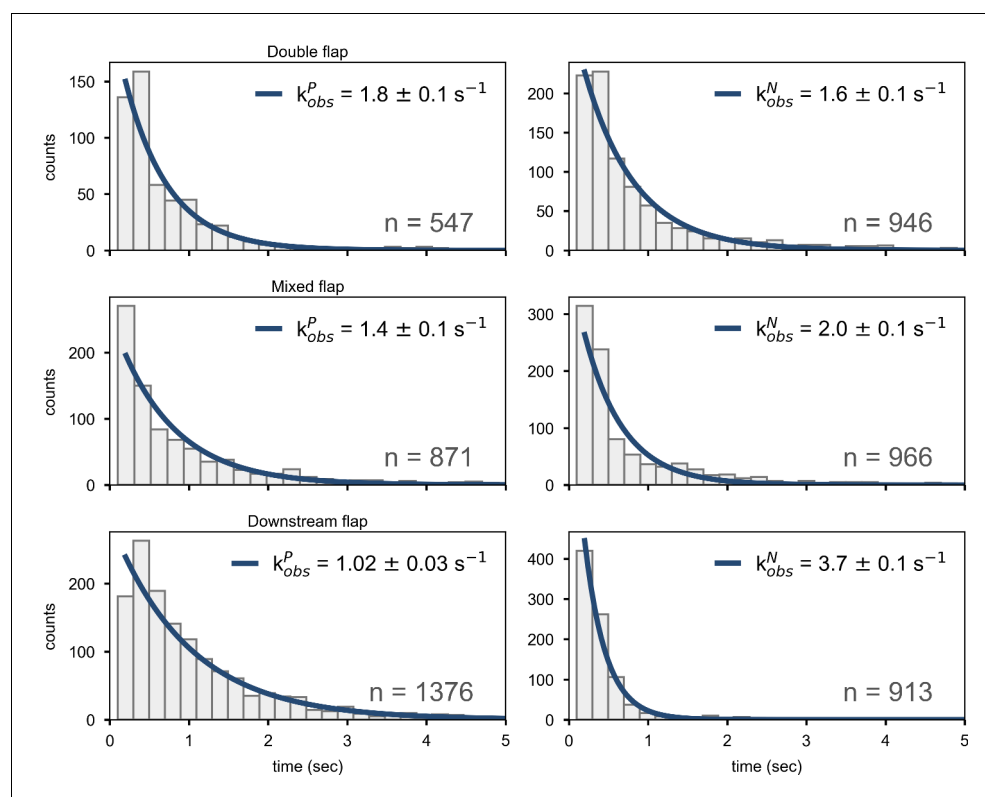 Double flap
k^P_obs = 1.8 ± 0.1 s⁻¹
n = 547
counts
150
100
50
0
k^N_obs = 1.6 ± 0.1 s⁻¹
n = 946
200
150
100
50
0
Mixed flap
k^P_obs = 1.4 ± 0.1 s⁻¹
n = 871
counts
200
100
0
k^N_obs = 2.0 ± 0.1 s⁻¹
n = 966
300
200
100
0
Downstream flap
k^P_obs = 1.02 ± 0.03 s⁻¹
n = 1376
counts
200
100
0
0 1 2 3 4 5
time (sec)
k^N_obs = 3.7 ± 0.1 s⁻¹
n = 913
400
300
200
100
0
0 1 2 3 4 5
time (sec)